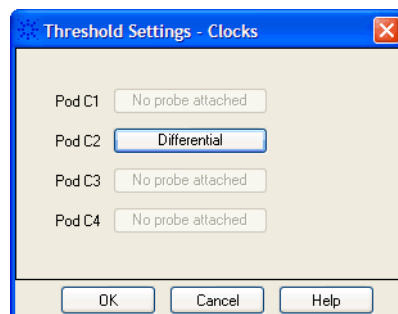 Threshold Settings - Clocks
Pod C1 No probe attached
Pod C2 Differential
Pod C3 No probe attached
Pod C4 No probe attached
OK Cancel Help